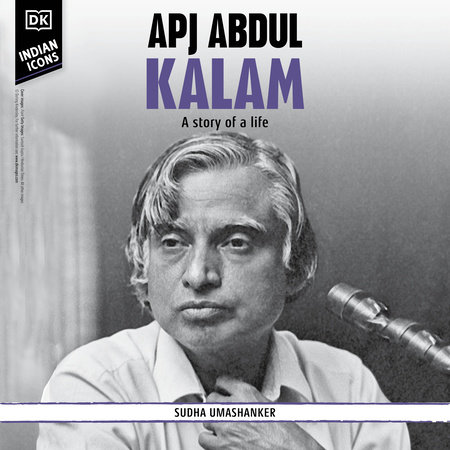 DK
INDIAN
ICONS
APJ ABDUL
KALAM
A story of a life
SUDHA UMASHANKER